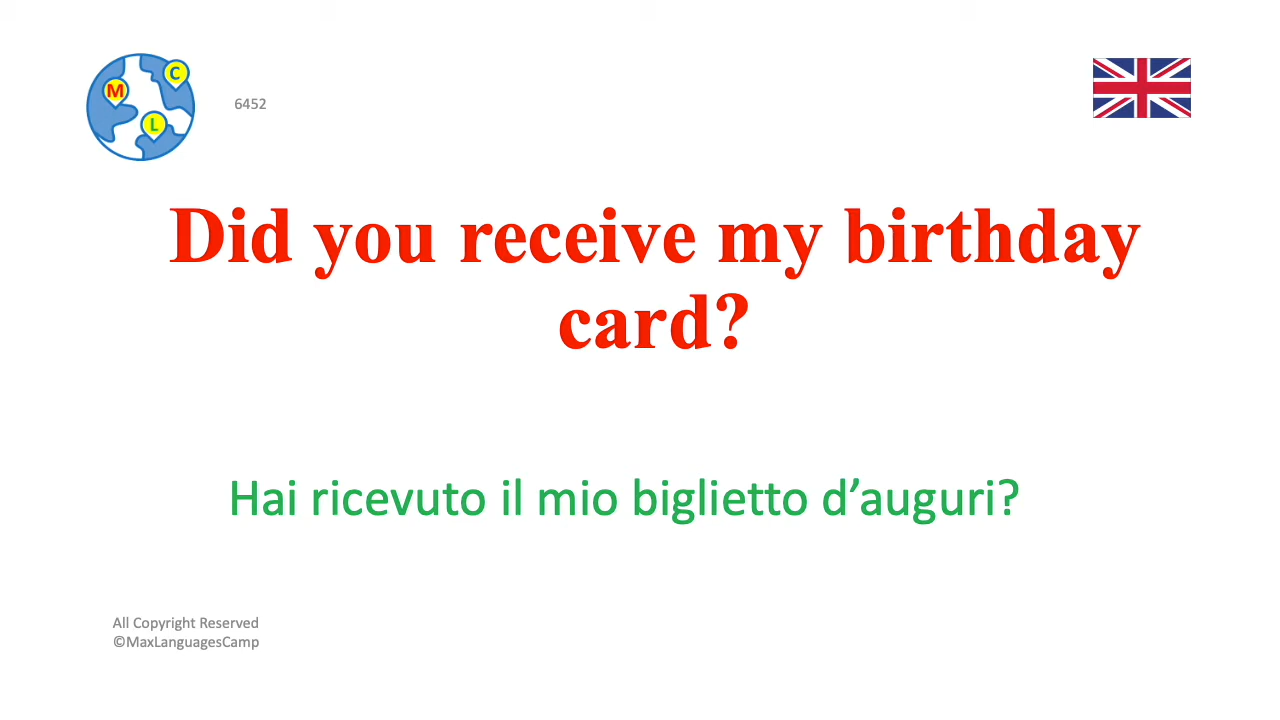 C
M
L
6452
Did you receive my birthday
card?
Hai ricevuto il mio biglietto d’auguri?
All Copyright Reserved
©MaxLanguagesCamp